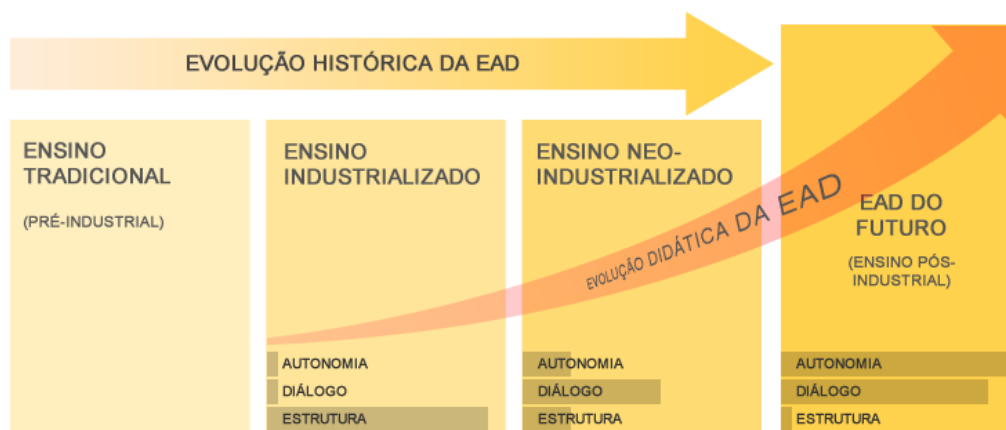 EVOLUÇÃO HISTÓRICA DA EAD
ENSINO
TRADICIONAL
(PRÉ-INDUSTRIAL)
ENSINO
INDUSTRIALIZADO
AUTONOMIA
DIÁLOGO
ESTRUTURA
ENSINO NEO-
INDUSTRIALIZADO
AUTONOMIA
DIÁLOGO
ESTRUTURA
EVOLUÇÃO DIDÁTICA DA EAD
EAD DO
FUTURO
(ENSINO PÓS-
INDUSTRIAL)
AUTONOMIA
DIÁLOGO
ESTRUTURA